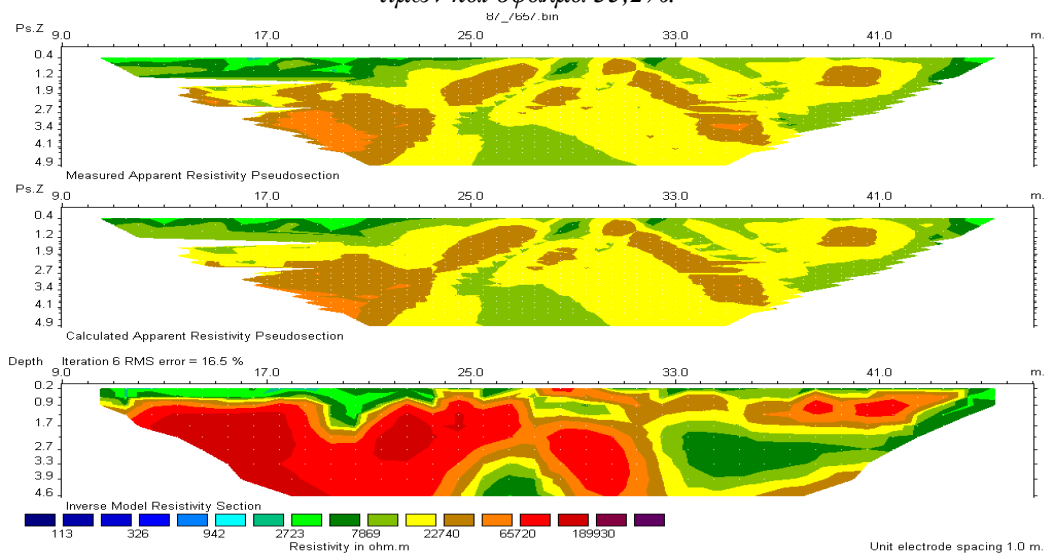 τιμές που οφοιπμοι 35,2%.
87_7657.bin
Ps.Z 9.0 17.0 25.0 33.0 41.0 m.
0.4
1.2
1.9
2.7
3.4
4.1
4.9
Measured Apparent Resistivity Pseudosection
Ps.Z 9.0 17.0 25.0 33.0 41.0 m.
0.4
1.2
1.9
2.7
3.4
4.1
4.9
Calculated Apparent Resistivity Pseudosection
Depth Iteration 6 RMS error = 16.5 %
9.0 17.0 25.0 33.0 41.0 m.
0.2
0.9
1.7
2.7
3.3
3.9
4.6
Inverse Model Resistivity Section
113 326 942 2723 7869 22740 65720 189930
Resistivity in ohm.m Unit electrode spacing 1.0 m.